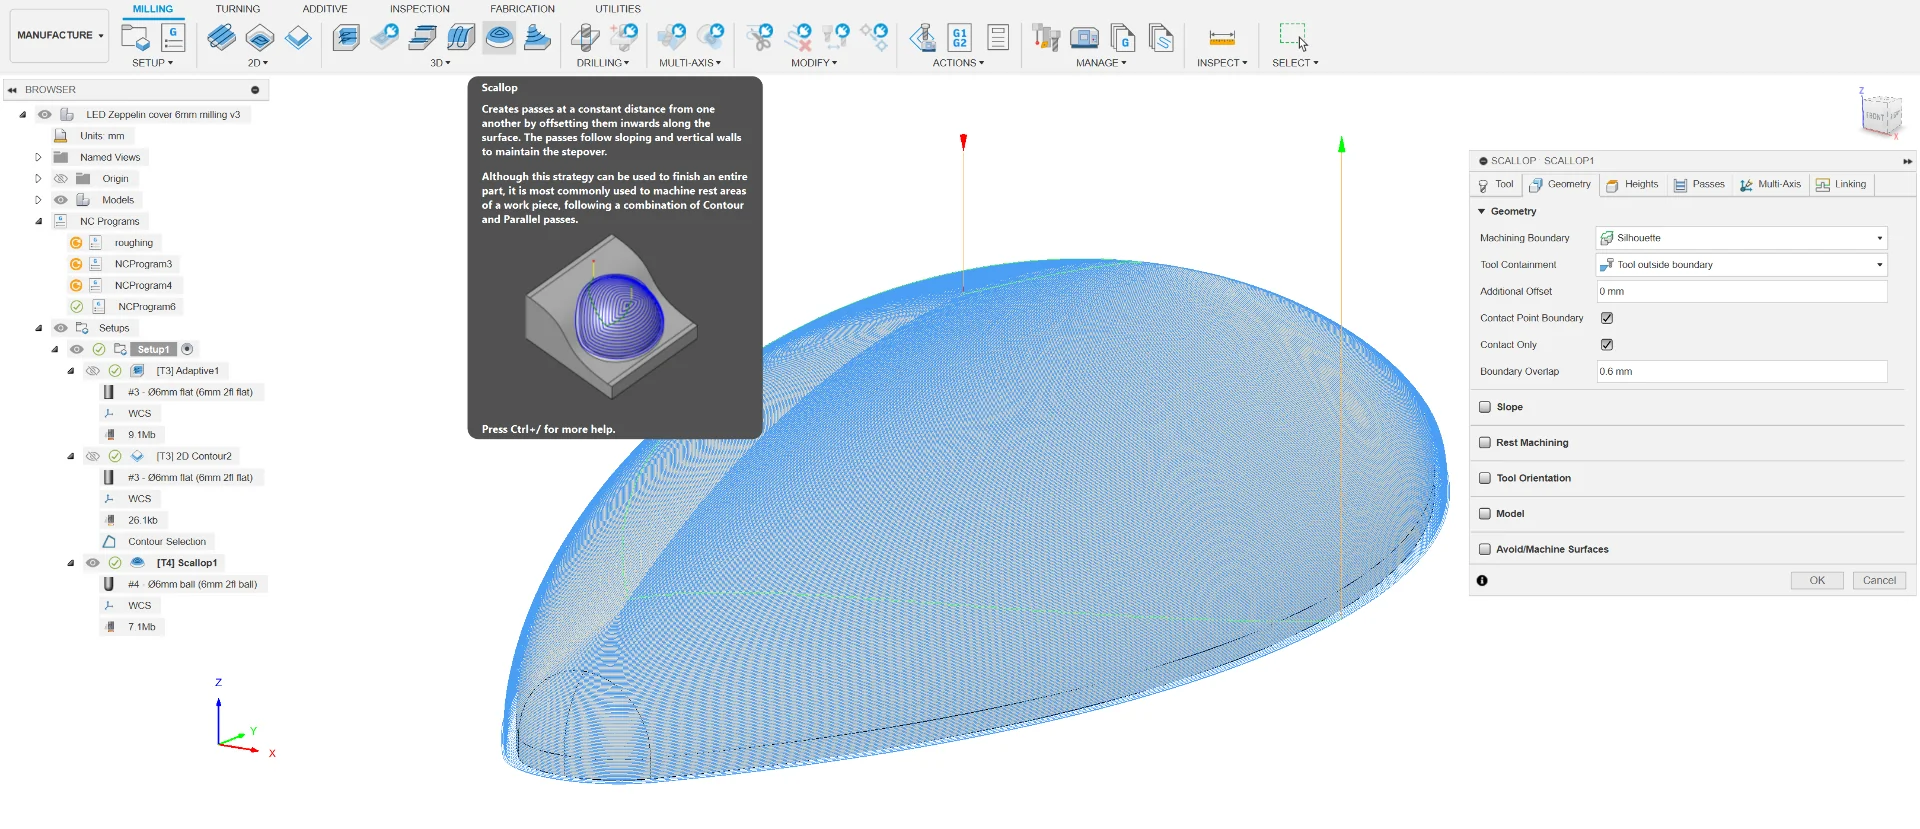 MILLING TURNING ADDITIVE INSPECTION FABRICATION UTILITIES
MANUFACTURE
G
G1
G2
G
SETUP 2D 3D DRILLING MULTI-AXIS MODIFY ACTIONS MANAGE INSPECT SELECT
BROWSER
LED Zeppelin cover 6mm milling v3
Units: mm
Named Views
Origin
Models
NC Programs
roughing
NCProgram3
NCProgram4
NCProgram6
Setups
Setup1
[T3] Adaptive1
#3 - Ø6mm flat (6mm 2fl flat)
WCS
9.1Mb
[T3] 2D Contour2
#3 - Ø6mm flat (6mm 2fl flat)
WCS
26.1kb
Contour Selection
[T4] Scallop1
#4 - Ø6mm ball (6mm 2fl ball)
WCS
7.1Mb
Z
Y
X
Scallop
Creates passes at a constant distance from one
another by offsetting them inwards along the
surface. The passes follow sloping and vertical walls
to maintain the stepover.
Although this strategy can be used to finish an entire
part, it is most commonly used to machine rest areas
of a work piece, following a combination of Contour
and Parallel passes.
Press Ctrl+/ for more help.
Z
FRONT
X
SCALLOP : SCALLOP1
Tool Geometry Heights Passes Multi-Axis Linking
Geometry
Machining Boundary Silhouette
Tool Containment Tool outside boundary
Additional Offset 0 mm
Contact Point Boundary
Contact Only
Boundary Overlap 0.6 mm
Slope
Rest Machining
Tool Orientation
Model
Avoid/Machine Surfaces
OK Cancel